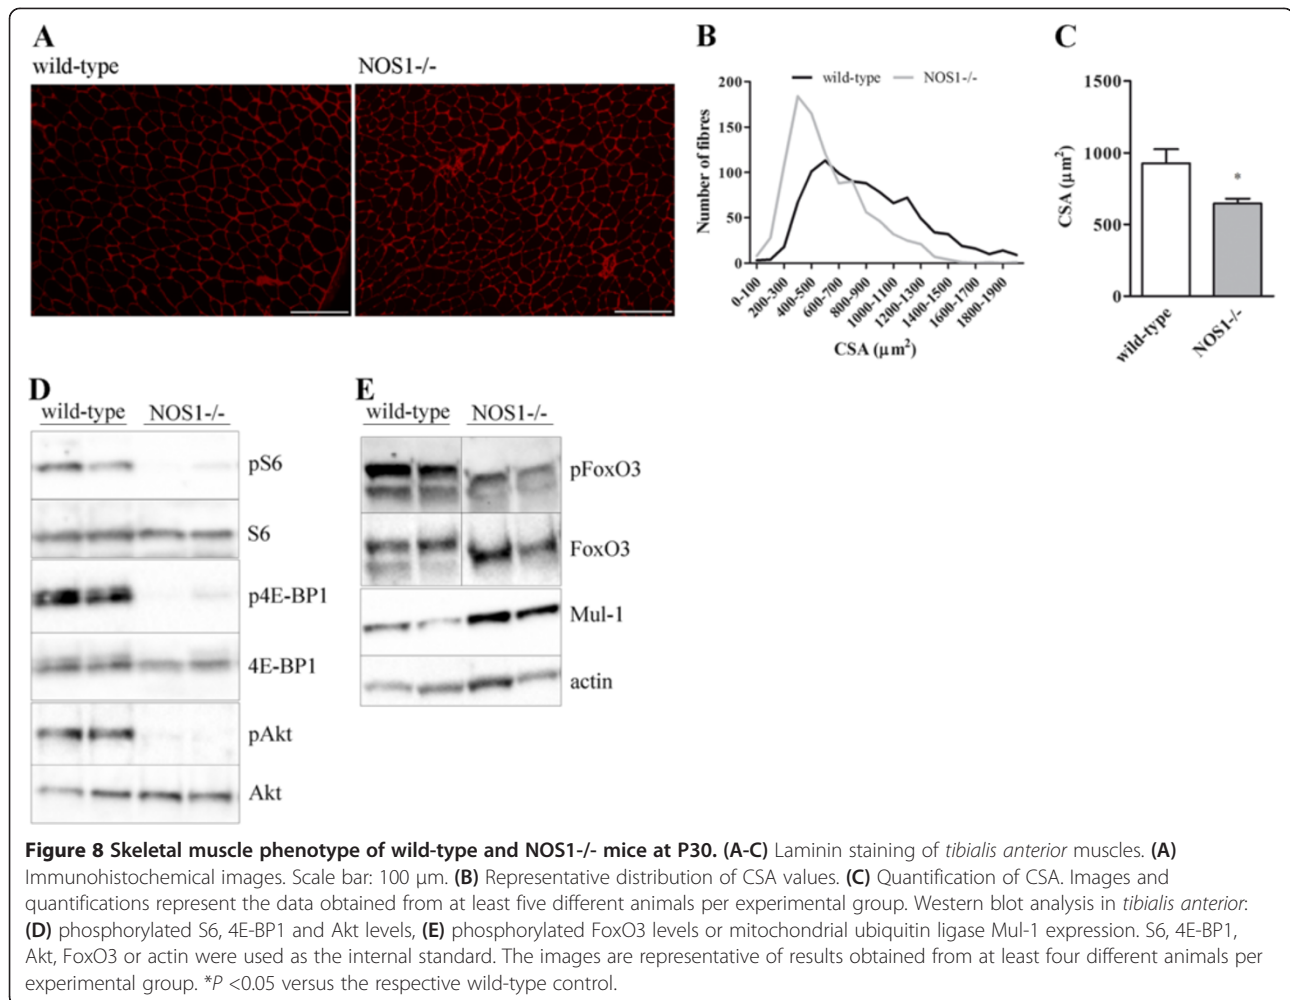 A
wild-type
NOS1-/-
B
wild-type
NOS1-/-
Number of fibres
200
150
100
50
0
0-100
200-300
400-500
600-700
800-900
1000-1100
1200-1300
1400-1500
1600-1700
1800-1900
CSA (µm²)
C
CSA (µm²)
1500
1000
500
0
*
wild-type
NOS1-/-
D
wild-type NOS1-/-
pS6
S6
p4E-BP1
4E-BP1
pAkt
Akt
E
wild-type NOS1-/-
pFoxO3
FoxO3
Mul-1
actin
Figure 8 Skeletal muscle phenotype of wild-type and NOS1-/- mice at P30. (A-C) Laminin staining of tibialis anterior muscles. (A)
Immunohistochemical images. Scale bar: 100 µm. (B) Representative distribution of CSA values. (C) Quantification of CSA. Images and
quantifications represent the data obtained from at least five different animals per experimental group. Western blot analysis in tibialis anterior:
(D) phosphorylated S6, 4E-BP1 and Akt levels, (E) phosphorylated FoxO3 levels or mitochondrial ubiquitin ligase Mul-1 expression. S6, 4E-BP1,
Akt, FoxO3 or actin were used as the internal standard. The images are representative of results obtained from at least four different animals per
experimental group. *P <0.05 versus the respective wild-type control.